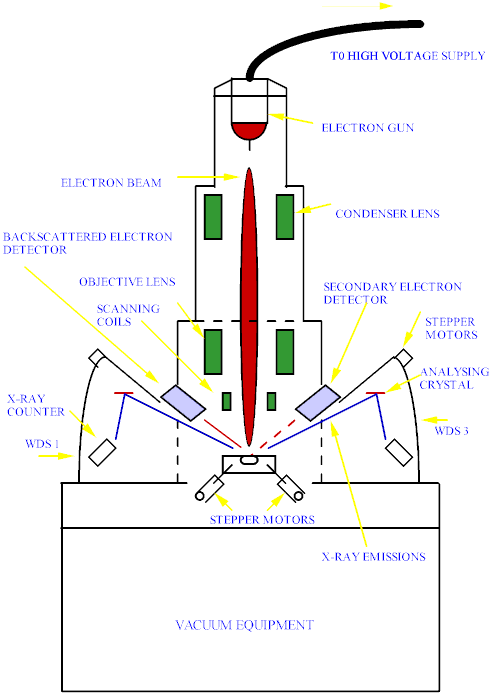 T0 HIGH VOLTAGE SUPPLY
ELECTRON GUN
ELECTRON BEAM
CONDENSER LENS
BACKSCATTERED ELECTRON
DETECTOR
OBJECTIVE LENS
SECONDARY ELECTRON
DETECTOR
SCANNING
COILS
STEPPER
MOTORS
ANALYSING
CRYSTAL
X-RAY
COUNTER
WDS 1
WDS 3
STEPPER MOTORS
X-RAY EMISSIONS
VACUUM EQUIPMENT